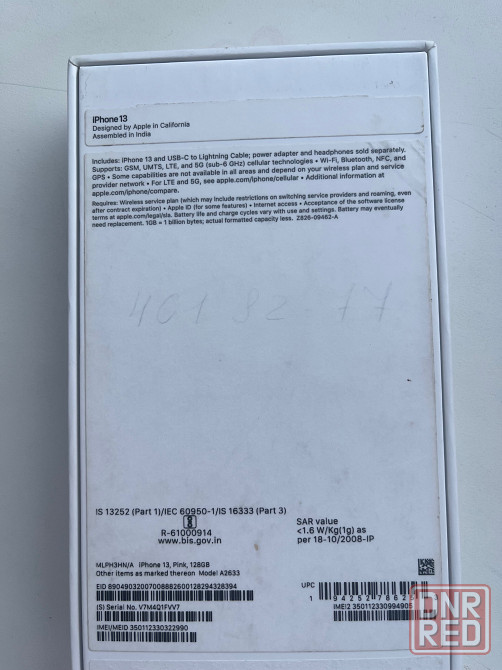 iPhone 13
Designed by Apple in California
Assembled in India
Includes: iPhone 13 and USB-C to Lightning Cable; power adapter and headphones sold separately.
Supports: GSM, UMTS, LTE, and 5G (sub-6 GHz) cellular technologies • Wi-Fi, Bluetooth, NFC, and
GPS • Some capabilities are not available in all areas and depend on your wireless plan and service
provider network • For LTE and 5G, see apple.com/iphone/cellular • Additional information at
apple.com/iphone/compare.
Requires: Wireless service plan (which may include restrictions on switching service providers and roaming, even
after contract expiration) • Apple ID (for some features) • Internet access • Acceptance of the software license
terms at apple.com/legal/sla. Battery life and charge cycles vary with use and settings. Battery may eventually
need replacement. 1GB = 1 billion bytes; actual formatted capacity less. Z826-09462-A
IS 13252 (Part 1)/IEC 60950-1/IS 16333 (Part 3)
R-61000914
www.bis.gov.in
SAR value
<1.6 W/Kg(1g) as
per 18-10/2008-IP
MLPH3HN/A iPhone 13, Pink, 128GB
Other items as marked thereon Model A2633
EID 89049032007008882600128294328394
(S) Serial No. V7M4Q1FVV7
IMEI/MEID 350112330322990
UPC
IMEI2 350112330994905
DNR
RED